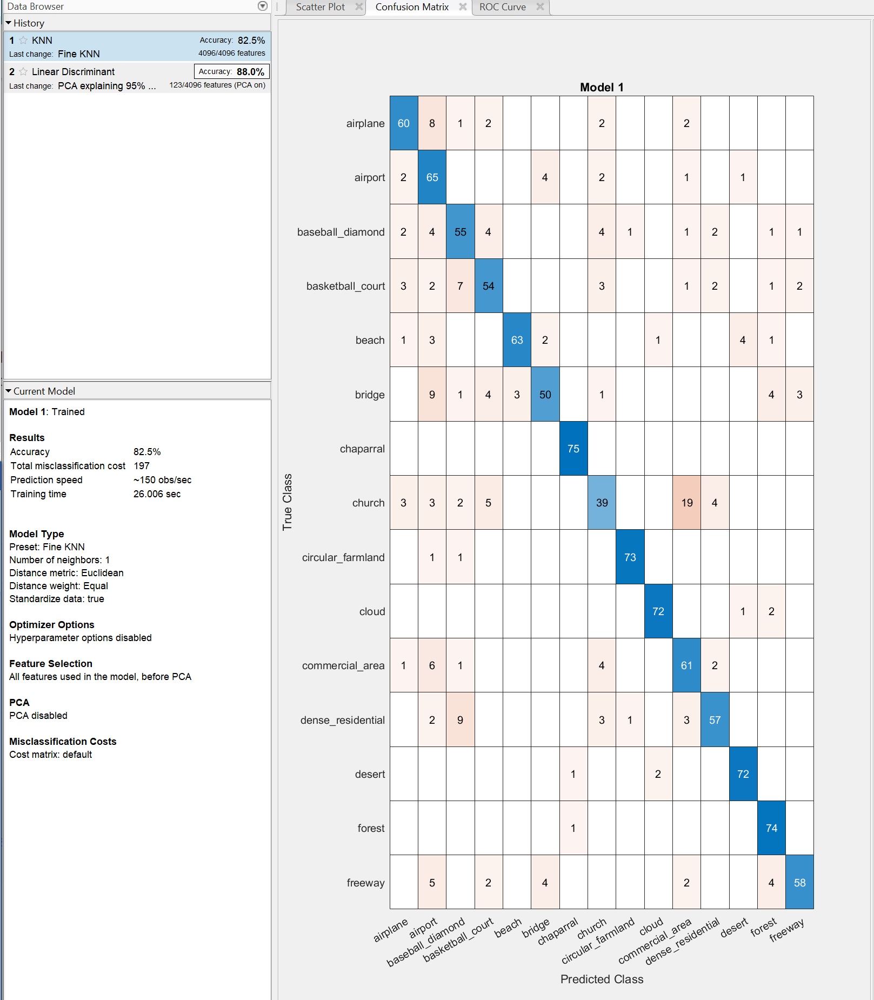 Data Browser
History
1 KNN Accuracy: 82.5%
Last change: Fine KNN 4096/4096 features
2 Linear Discriminant Accuracy: 88.0%
Last change: PCA explaining 95% ... 123/4096 features (PCA on)
Current Model
Model 1: Trained
Results
Accuracy 82.5%
Total misclassification cost 197
Prediction speed ~150 obs/sec
Training time 26.006 sec
Model Type
Preset: Fine KNN
Number of neighbors: 1
Distance metric: Euclidean
Distance weight: Equal
Standardize data: true
Optimizer Options
Hyperparameter options disabled
Feature Selection
All features used in the model, before PCA
PCA
PCA disabled
Misclassification Costs
Cost matrix: default
Scatter Plot Confusion Matrix ROC Curve
Model 1
True Class
airplane 60 8 1 2 2 2
airport 2 65 4 2 1 1
baseball_diamond 2 4 55 4 4 1 1 2 1 1
basketball_court 3 2 7 54 3 1 2 1 2
beach 1 3 63 2 1 4 1
bridge 9 1 4 3 50 1 4 3
chaparral 75
church 3 3 2 5 39 19 4
circular_farmland 1 1 73
cloud 72 1 2
commercial_area 1 6 1 4 61 2
dense_residential 2 9 3 1 3 57
desert 1 2 72
forest 1 74
freeway 5 2 4 2 4 58
airplane airport baseball_diamond basketball_court beach bridge chaparral church circular_farmland cloud commercial_area dense_residential desert forest freeway
Predicted Class